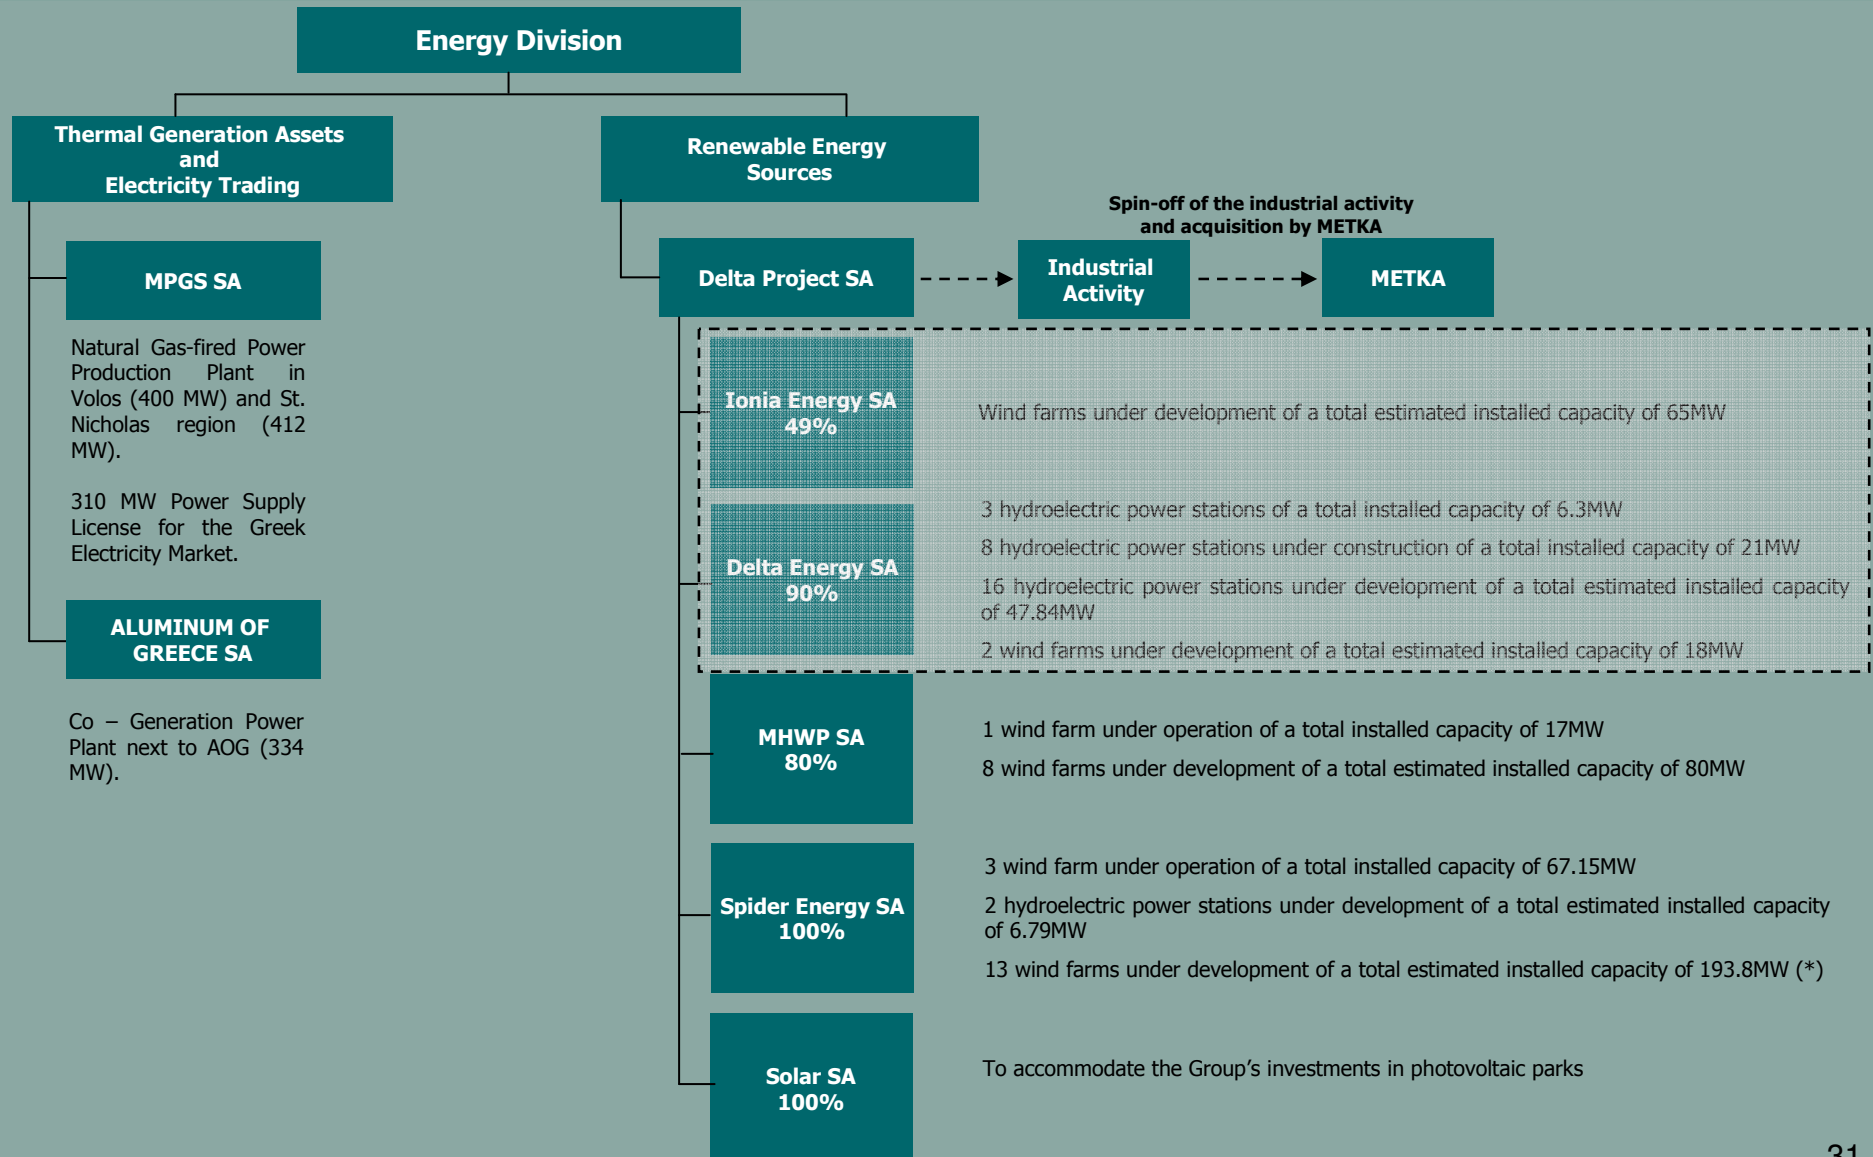 Energy Division
Thermal Generation Assets
and
Electricity Trading
Renewable Energy
Sources
Spin-off of the industrial activity
and acquisition by METKA
MPGS SA
Delta Project SA
Industrial
Activity
METKA
Natural Gas-fired Power
Production Plant in
Volos (400 MW) and St.
Nicholas region (412
MW).
310 MW Power Supply
License for the Greek
Electricity Market.
ALUMINUM OF
GREECE SA
Co – Generation Power
Plant next to AOG (334
MW).
Ionia Energy SA
49%
Wind farms under development of a total estimated installed capacity of 65MW
Delta Energy SA
90%
3 hydroelectric power stations of a total installed capacity of 6.3MW
8 hydroelectric power stations under construction of a total installed capacity of 21MW
16 hydroelectric power stations under development of a total estimated installed capacity
of 47.84MW
2 wind farms under development of a total estimated installed capacity of 18MW
MHWP SA
80%
1 wind farm under operation of a total installed capacity of 17MW
8 wind farms under development of a total estimated installed capacity of 80MW
Spider Energy SA
100%
3 wind farm under operation of a total installed capacity of 67.15MW
2 hydroelectric power stations under development of a total estimated installed capacity
of 6.79MW
13 wind farms under development of a total estimated installed capacity of 193.8MW (*)
Solar SA
100%
To accommodate the Group’s investments in photovoltaic parks
31